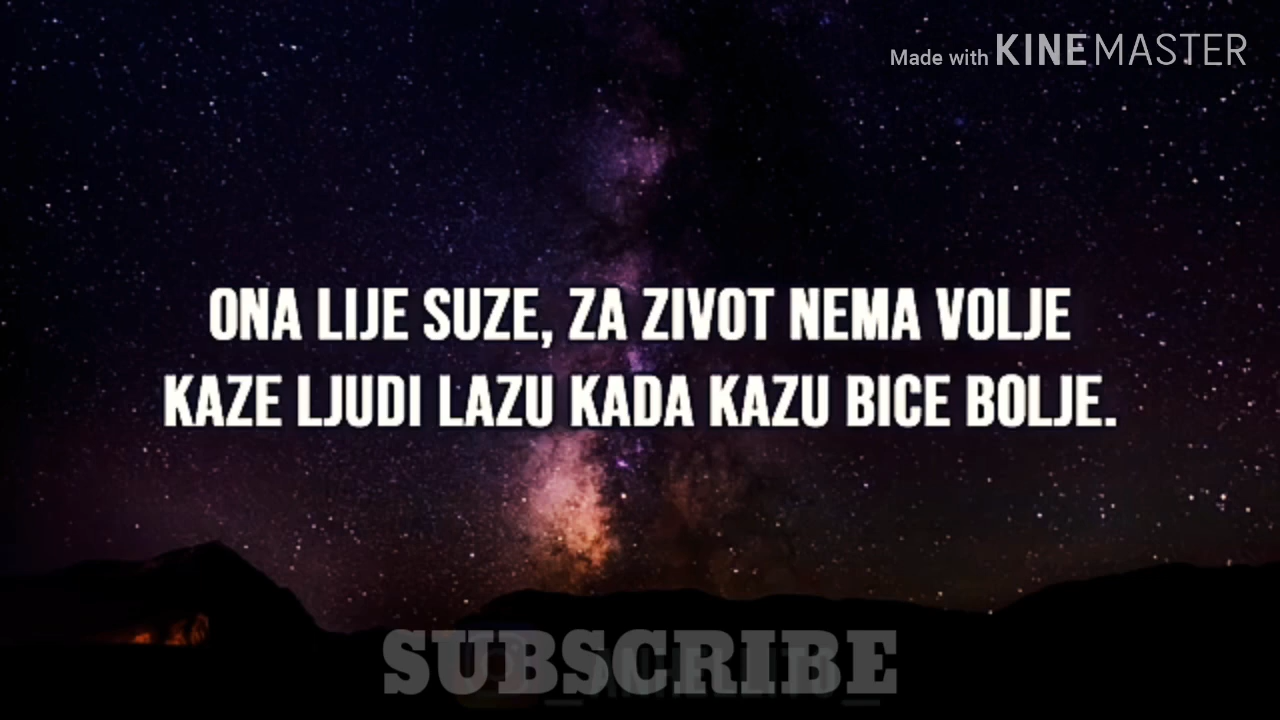 Made with KINEMASTER
ONA LIJE SUZE, ZA ZIVOT NEMA VOLJE
KAZE LJUDI LAZU KADA KAZU BICE BOLJE.
SUBSCRIBE